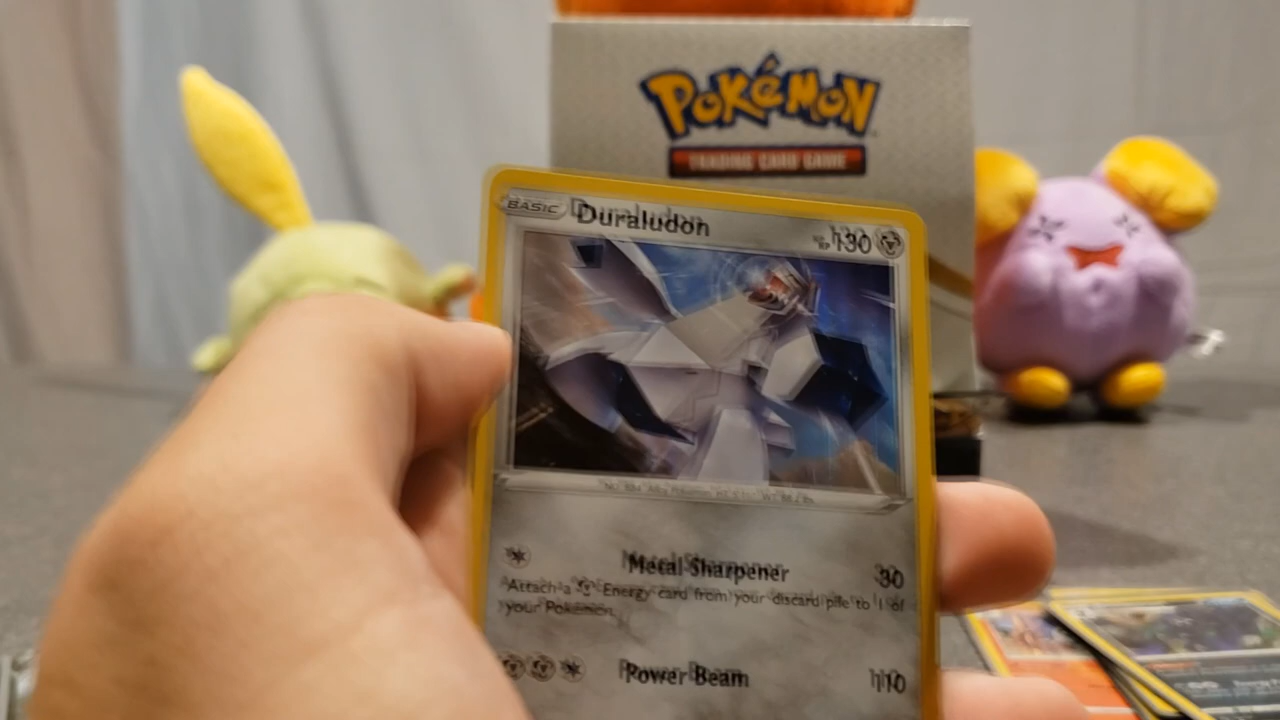 POKéMON
TRADING CARD GAME
BASIC Duraludon HP 130
Metal Sharpener 30
Attach a Energy card from your discard pile to 1 of
your Pokémon.
Power Beam 110